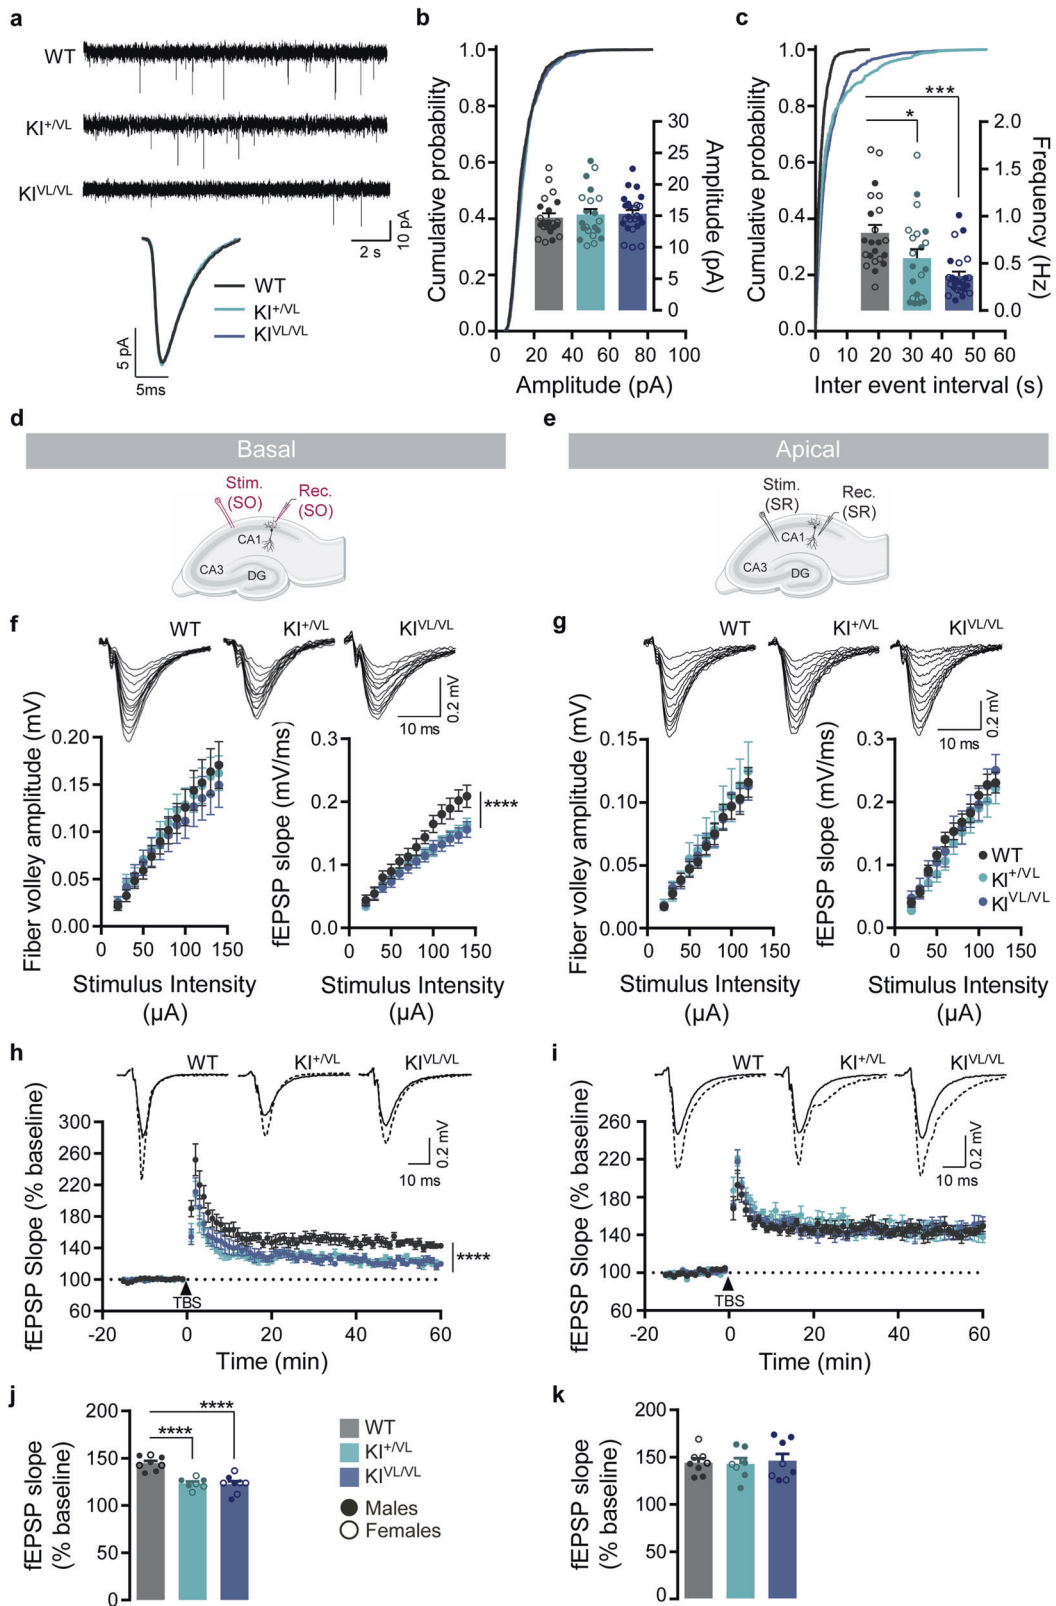 a
WT
KI+/VL
KIVL/VL
10 pA
2 s
WT
KI+/VL
KIVL/VL
5 pA
5ms
b
Cumulative probability
1.0
0.8
0.6
0.4
0.2
0.0
0 20 40 60 80 100
Amplitude (pA)
30
25
20
15
10
5
0
Amplitude (pA)
c
Cumulative probability
1.0
0.8
0.6
0.4
0.2
0.0
0 10 20 30 40 50 60
Inter event interval (s)
***
*
2.0
1.5
1.0
0.5
0.0
Frequency (Hz)
d
Basal
Stim.
(SO)
Rec.
(SO)
CA1
CA3
DG
e
Apical
Stim.
(SR)
Rec.
(SR)
CA1
CA3
DG
f
WT KI+/VL KIVL/VL
0.2 mV
10 ms
Fiber volley amplitude (mV)
0.20
0.15
0.10
0.05
0.00
0 50 100 150
Stimulus Intensity
(µA)
fEPSP slope (mV/ms)
0.3
0.2
0.1
0.0
0 50 100 150
Stimulus Intensity
(µA)
****
g
WT KI+/VL KIVL/VL
0.2 mV
10 ms
Fiber volley amplitude (mV)
0.15
0.10
0.05
0.00
0 50 100 150
Stimulus Intensity
(µA)
fEPSP slope (mV/ms)
0.3
0.2
0.1
0.0
0 50 100 150
Stimulus Intensity
(µA)
WT
KI+/VL
KIVL/VL
h
WT KI+/VL KIVL/VL
0.2 mV
10 ms
fEPSP Slope (% baseline)
300
260
220
180
140
100
60
****
TBS
-20 0 20 40 60
Time (min)
i
WT KI+/VL KIVL/VL
0.2 mV
10 ms
fEPSP Slope (% baseline)
260
220
180
140
100
60
TBS
-20 0 20 40 60
Time (min)
j
fEPSP slope
(% baseline)
200
150
100
50
0
****
****
WT
KI+/VL
KIVL/VL
Males
Females
k
fEPSP slope
(% baseline)
200
150
100
50
0